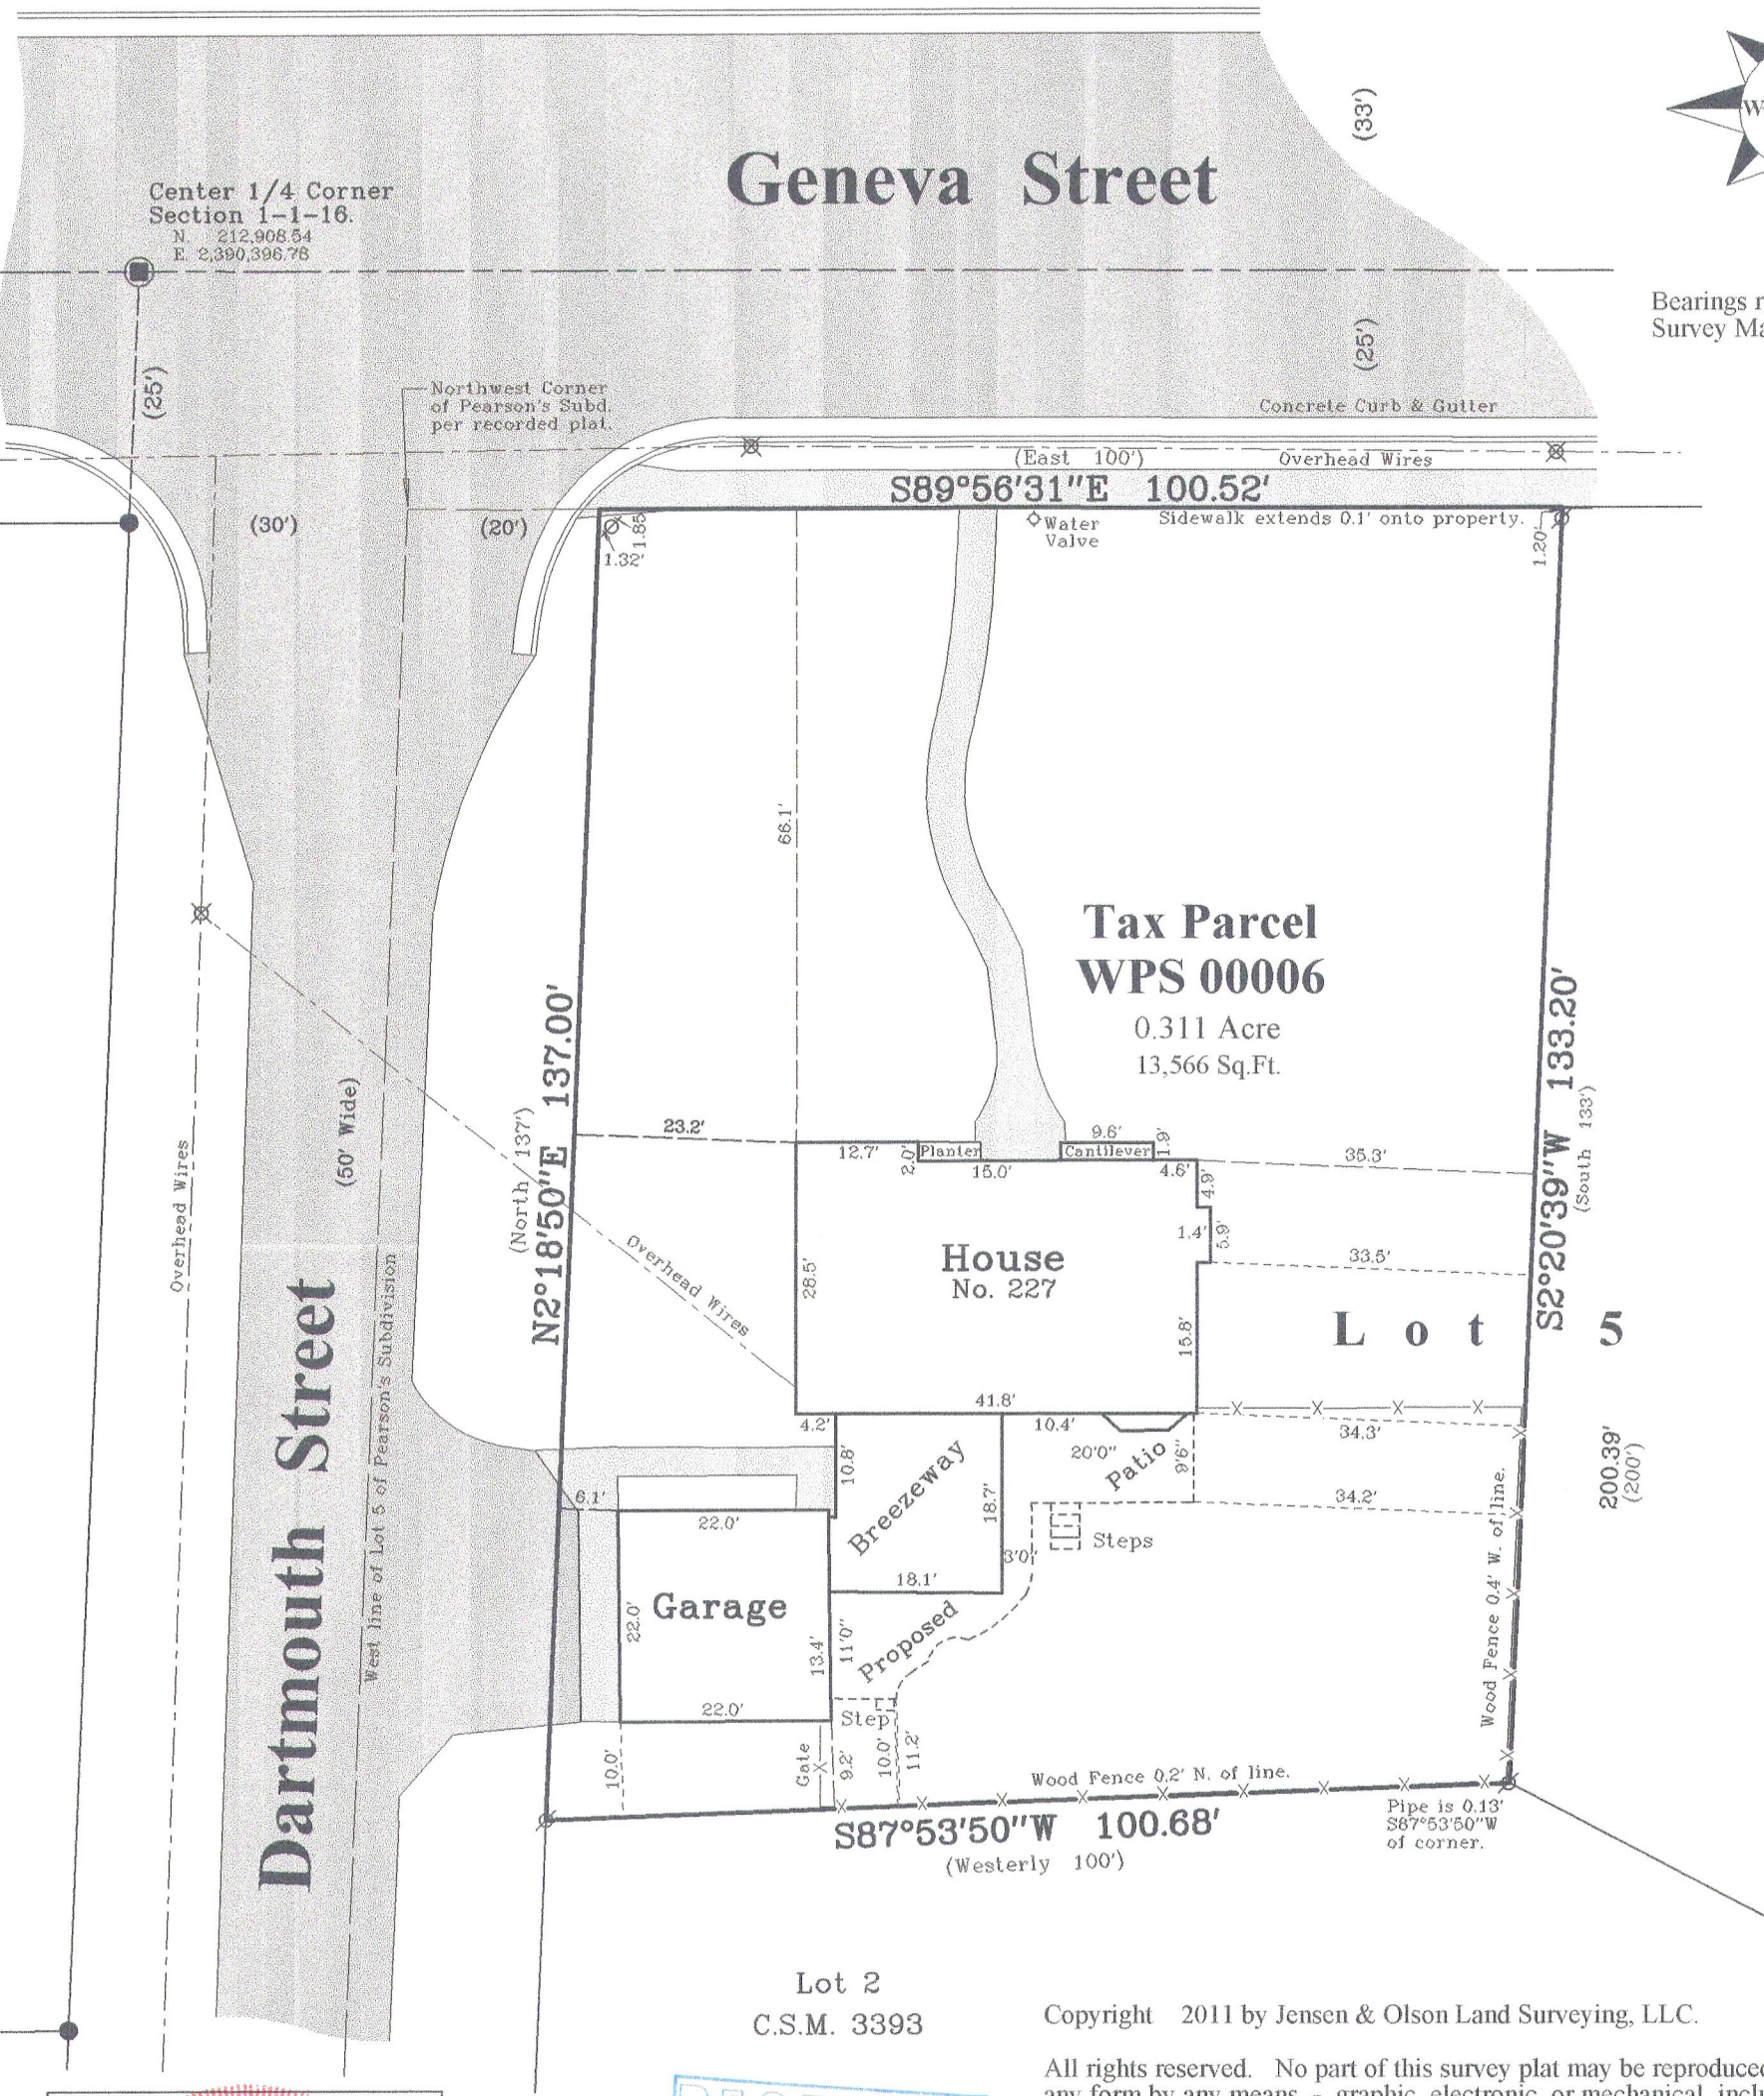 (33')
W
Geneva Street
Center 1/4 Corner
Section 1-1-16.
N. 212,908.54
E. 2,390,396.78
Bearings
Survey
(25')
(25')
Northwest Corner
of Pearson's Subd.
per recorded plat.
Concrete Curb & Gutter
(East 100')
Overhead Wires
S89°56'31"E 100.52'
(30')
(20')
1.85'
1.32'
Water
Valve
Sidewalk extends 0.1' onto property.
1.20'
66.1'
Tax Parcel
WPS 00006
0.311 Acre
13,566 Sq.Ft.
N2°18'50"E 137.00'
(North 137')
S2°20'39"W 133.20'
(South 133')
(50' Wide)
Overhead Wires
23.2'
12.7'
2.0'
Planter
15.0'
9.6'
Cantilever
1.9'
4.6'
4.9'
35.3'
1.4'
5.9'
33.5'
House
No. 227
28.5'
15.8'
Overhead Wires
Lot 5
41.8'
4.2'
10.8'
Breezeway
18.7'
10.4'
20'0"
Patio
9'6"
34.3'
34.2'
200.39'
(200')
Dartmouth Street
West line of Lot 5 of Pearson's Subdivision
6.1'
22.0'
Garage
22.0'
13.4'
22.0'
18.1'
3'0"
Steps
11'0"
Proposed
Step
Wood Fence 0.4' W. of line.
10.0'
Gate
9.2'
10.0'
11.2'
Wood Fence 0.2' N. of line.
S87°53'50"W 100.68'
(Westerly 100')
Pipe is 0.13'
S87°53'50"W
of corner.
Lot 2
C.S.M. 3393
Copyright 2011 by Jensen & Olson Land Surveying, LLC.
All rights reserved. No part of this survey plat may be reproduced
any form by any means - graphic, electronic, or mechanical,